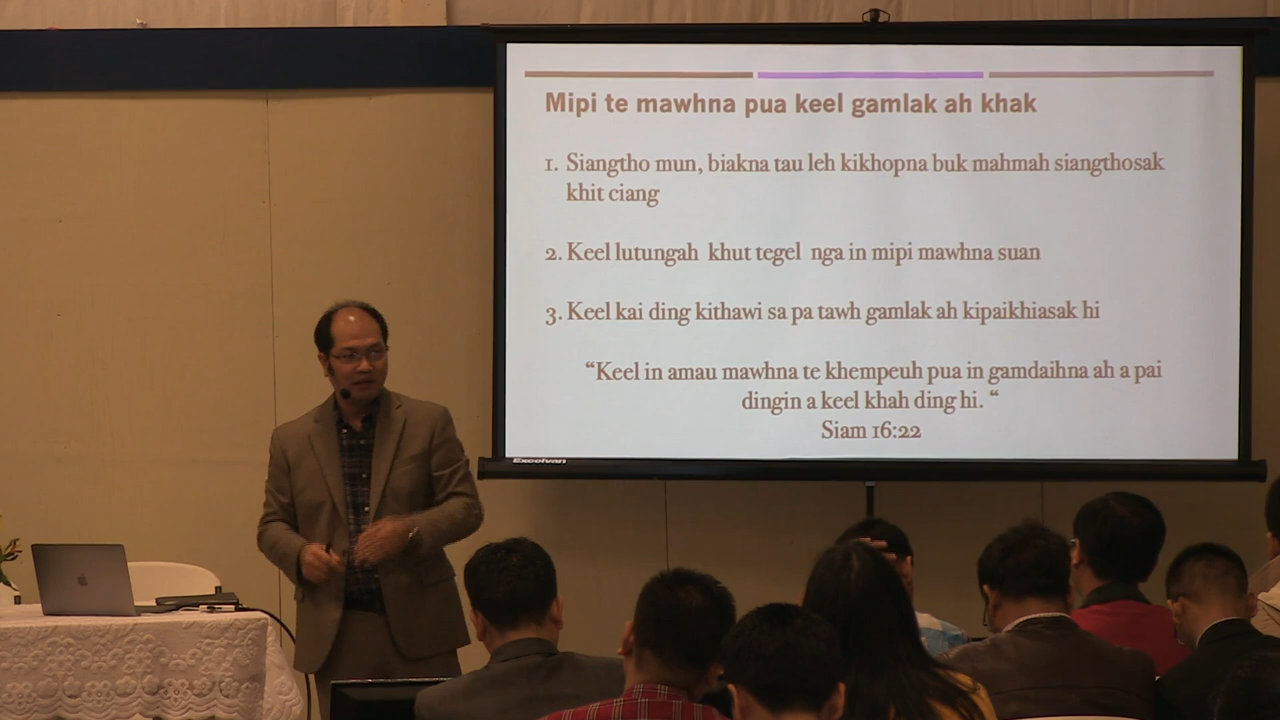 Mipi te mawhna pua keel gamlak ah khak
1. Siangtho mun, biakna tau leh kikhopna buk mahmah siangthosak
khit ciang
2. Keel lutungah khut tegel nga in mipi mawhna suan
3. Keel kai ding kithawi sa pa tawh gamlak ah kipaikhiasak hi
“Keel in amau mawhna te khempeuh pua in gamdaihna ah a pai
dingin a keel khah ding hi. “
Siam 16:22
Excelvan